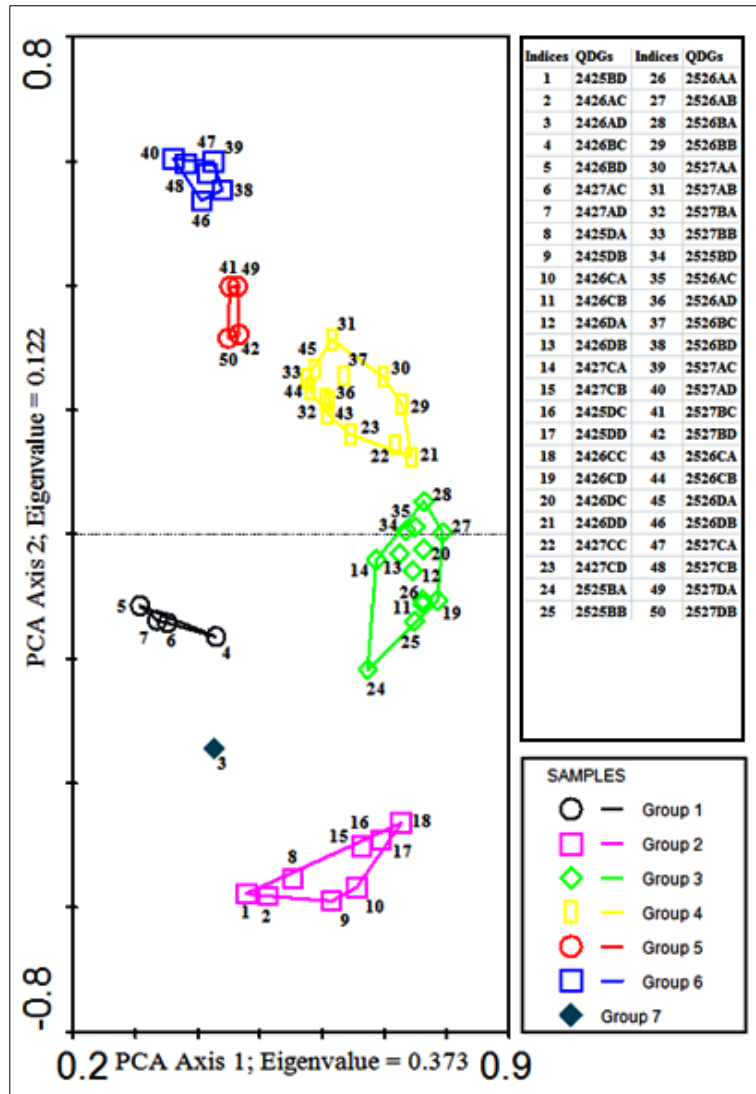 0.8
47 39
40
48
38
46
41 49
50 42
31
45 37
33 30
44 36 29
32 43
23
22 21
28
35
34 27
20
13
14 12
26
11 19
25
24
5
7 6 4
3
16 18
15
17
8
10
1 2 9
PCA Axis 2; Eigenvalue = 0.122
-0.8
0.2 PCA Axis 1; Eigenvalue = 0.373 0.9
Indices QDGs Indices QDGs
1 2425BD 26 2526AA
2 2426AC 27 2526AB
3 2426AD 28 2526BA
4 2426BC 29 2526BB
5 2426BD 30 2527AA
6 2427AC 31 2527AB
7 2427AD 32 2527BA
8 2425DA 33 2527BB
9 2425DB 34 2525BD
10 2426CA 35 2526AC
11 2426CB 36 2526AD
12 2426DA 37 2526BC
13 2426DB 38 2526BD
14 2427CA 39 2527AC
15 2427CB 40 2527AD
16 2425DC 41 2527BC
17 2425DD 42 2527BD
18 2426CC 43 2526CA
19 2426CD 44 2526CB
20 2426DC 45 2526DA
21 2426DD 46 2526DB
22 2427CC 47 2527CA
23 2427CD 48 2527CB
24 2525BA 49 2527DA
25 2525BB 50 2527DB
SAMPLES
Group 1
Group 2
Group 3
Group 4
Group 5
Group 6
Group 7